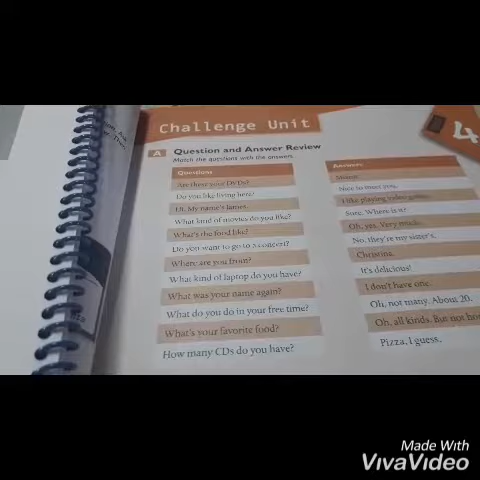 Challenge Unit
4
A Question and Answer Review
Match the questions with the answers
Questions
Are these your DVDs?
Do you like living here?
Hi. My name's James.
What kind of movies do you like?
What's the food like?
Do you want to go to a concert?
Where are you from?
What kind of laptop do you have?
What was your name again?
What do you do in your free time?
What's your favorite food?
How many CDs do you have?
Answers
Nice to meet you.
I like playing
Sure. Where is it?
Oh, yes. Very much.
No, they're my sister's.
Christina.
It's delicious!
I don't have one.
Oh, not many. About 20.
Oh, all kinds. But not
Pizza, I guess.
Made With
VivaVideo